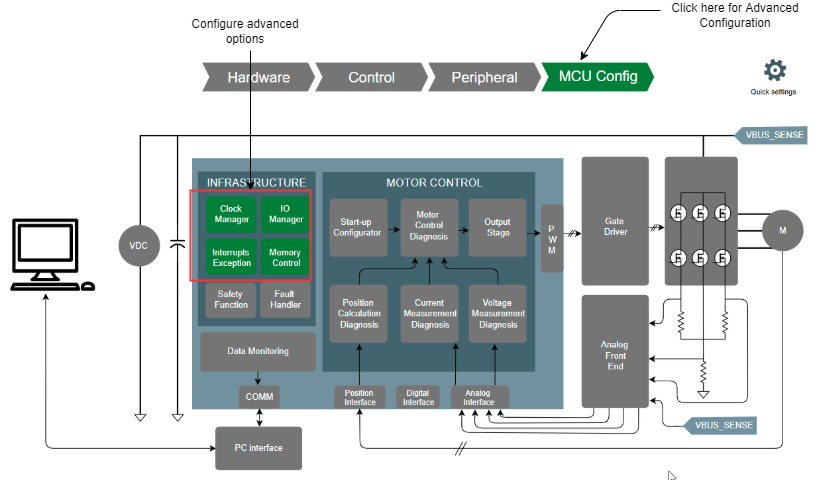 Configure advanced
options
Click here for Advanced
Configuration
Hardware
Control
Peripheral
MCU Config
Quick settings
VBUS_SENSE
INFRASTRUCTURE
MOTOR CONTROL
Clock
Manager
IO
Manager
Start-up
Configurator
Motor
Control
Diagnosis
Output
Stage
P
W
M
Gate
Driver
M
VDC
Interrupts
Exception
Memory
Control
Safety
Function
Fault
Handler
Position
Calculation
Diagnosis
Current
Measurement
Diagnosis
Voltage
Measurement
Diagnosis
Analog
Front
End
Data Monitoring
COMM
Position
Interface
Digital
Interface
Analog
Interface
VBUS_SENSE
PC interface